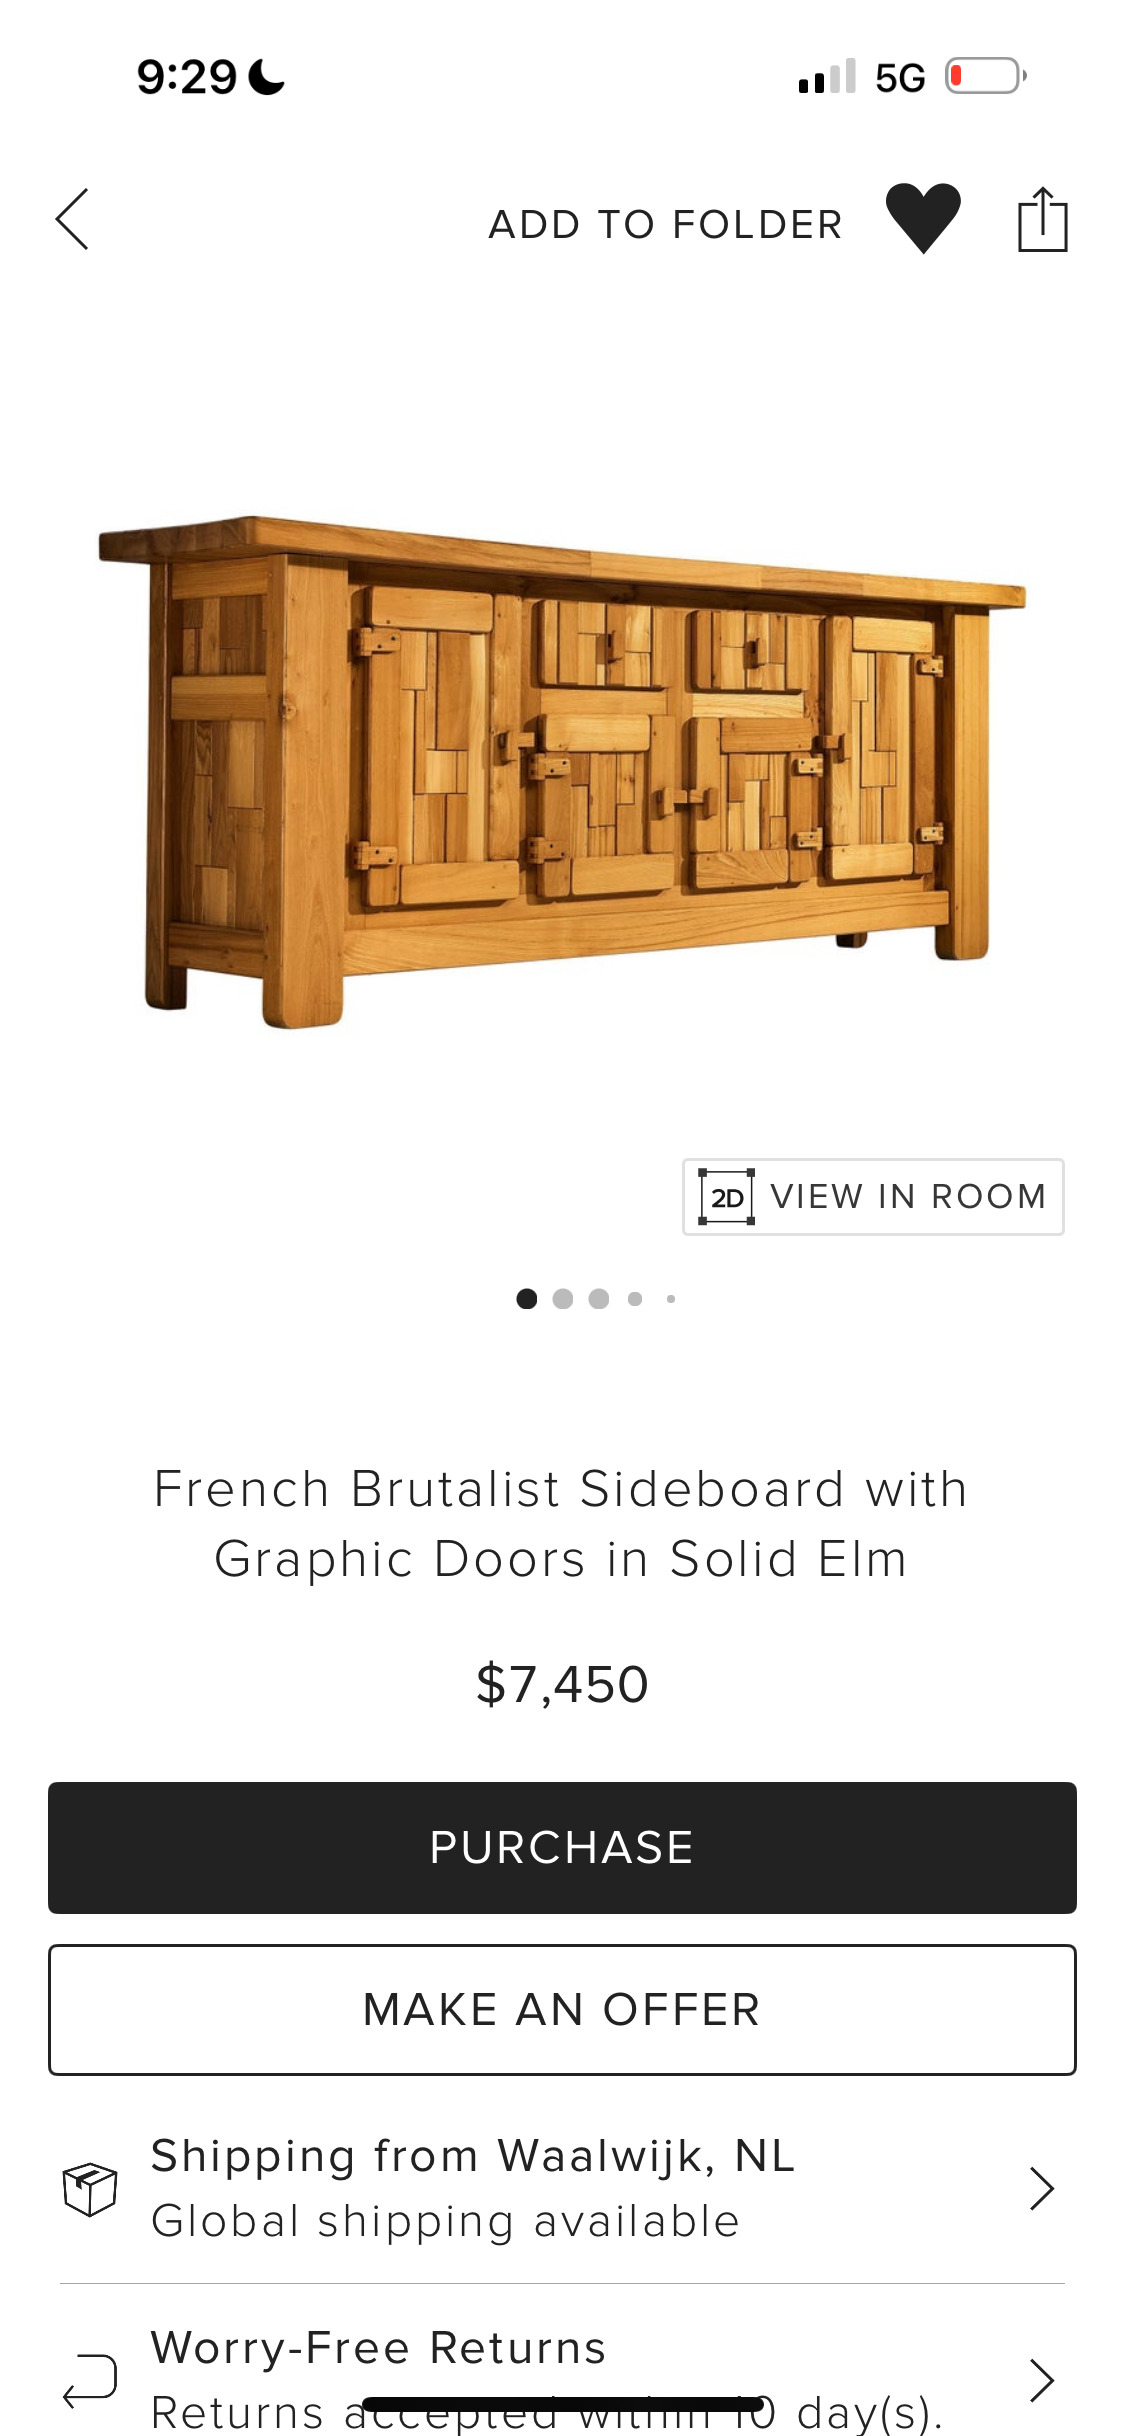 9:29
5G
ADD TO FOLDER
2D VIEW IN ROOM
French Brutalist Sideboard with
Graphic Doors in Solid Elm
$7,450
PURCHASE
MAKE AN OFFER
Shipping from Waalwijk, NL
Global shipping available
Worry-Free Returns
Returns accepted within 10 day(s).